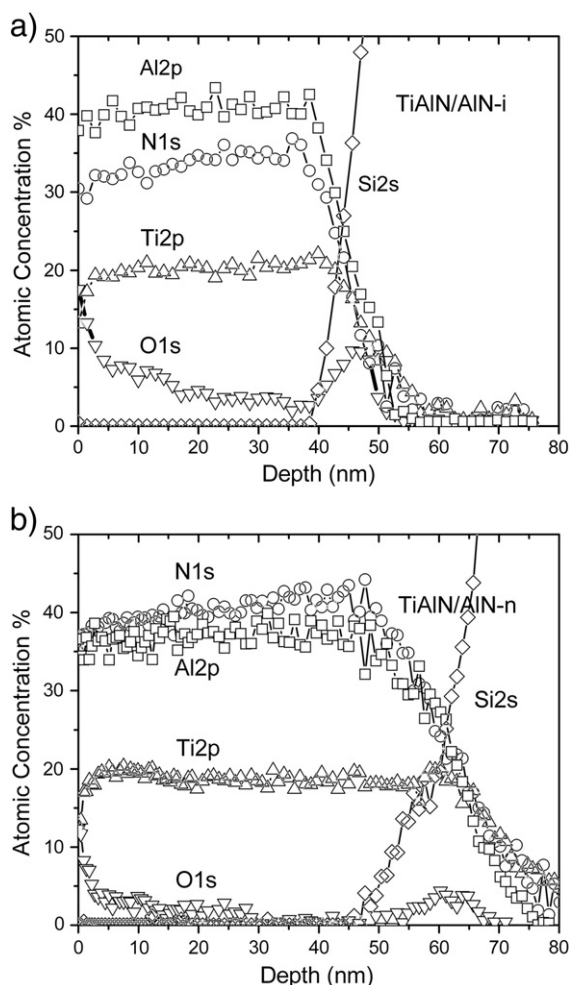 a)
50
40
30
20
10
0
Atomic Concentration %
Al2p
N1s
Ti2p
O1s
TiAlN/AlN-i
Si2s
0 10 20 30 40 50 60 70 80
Depth (nm)
b)
50
40
30
20
10
0
Atomic Concentration %
N1s
Al2p
Ti2p
O1s
TiAlN/AlN-n
Si2s
0 10 20 30 40 50 60 70 80
Depth (nm)